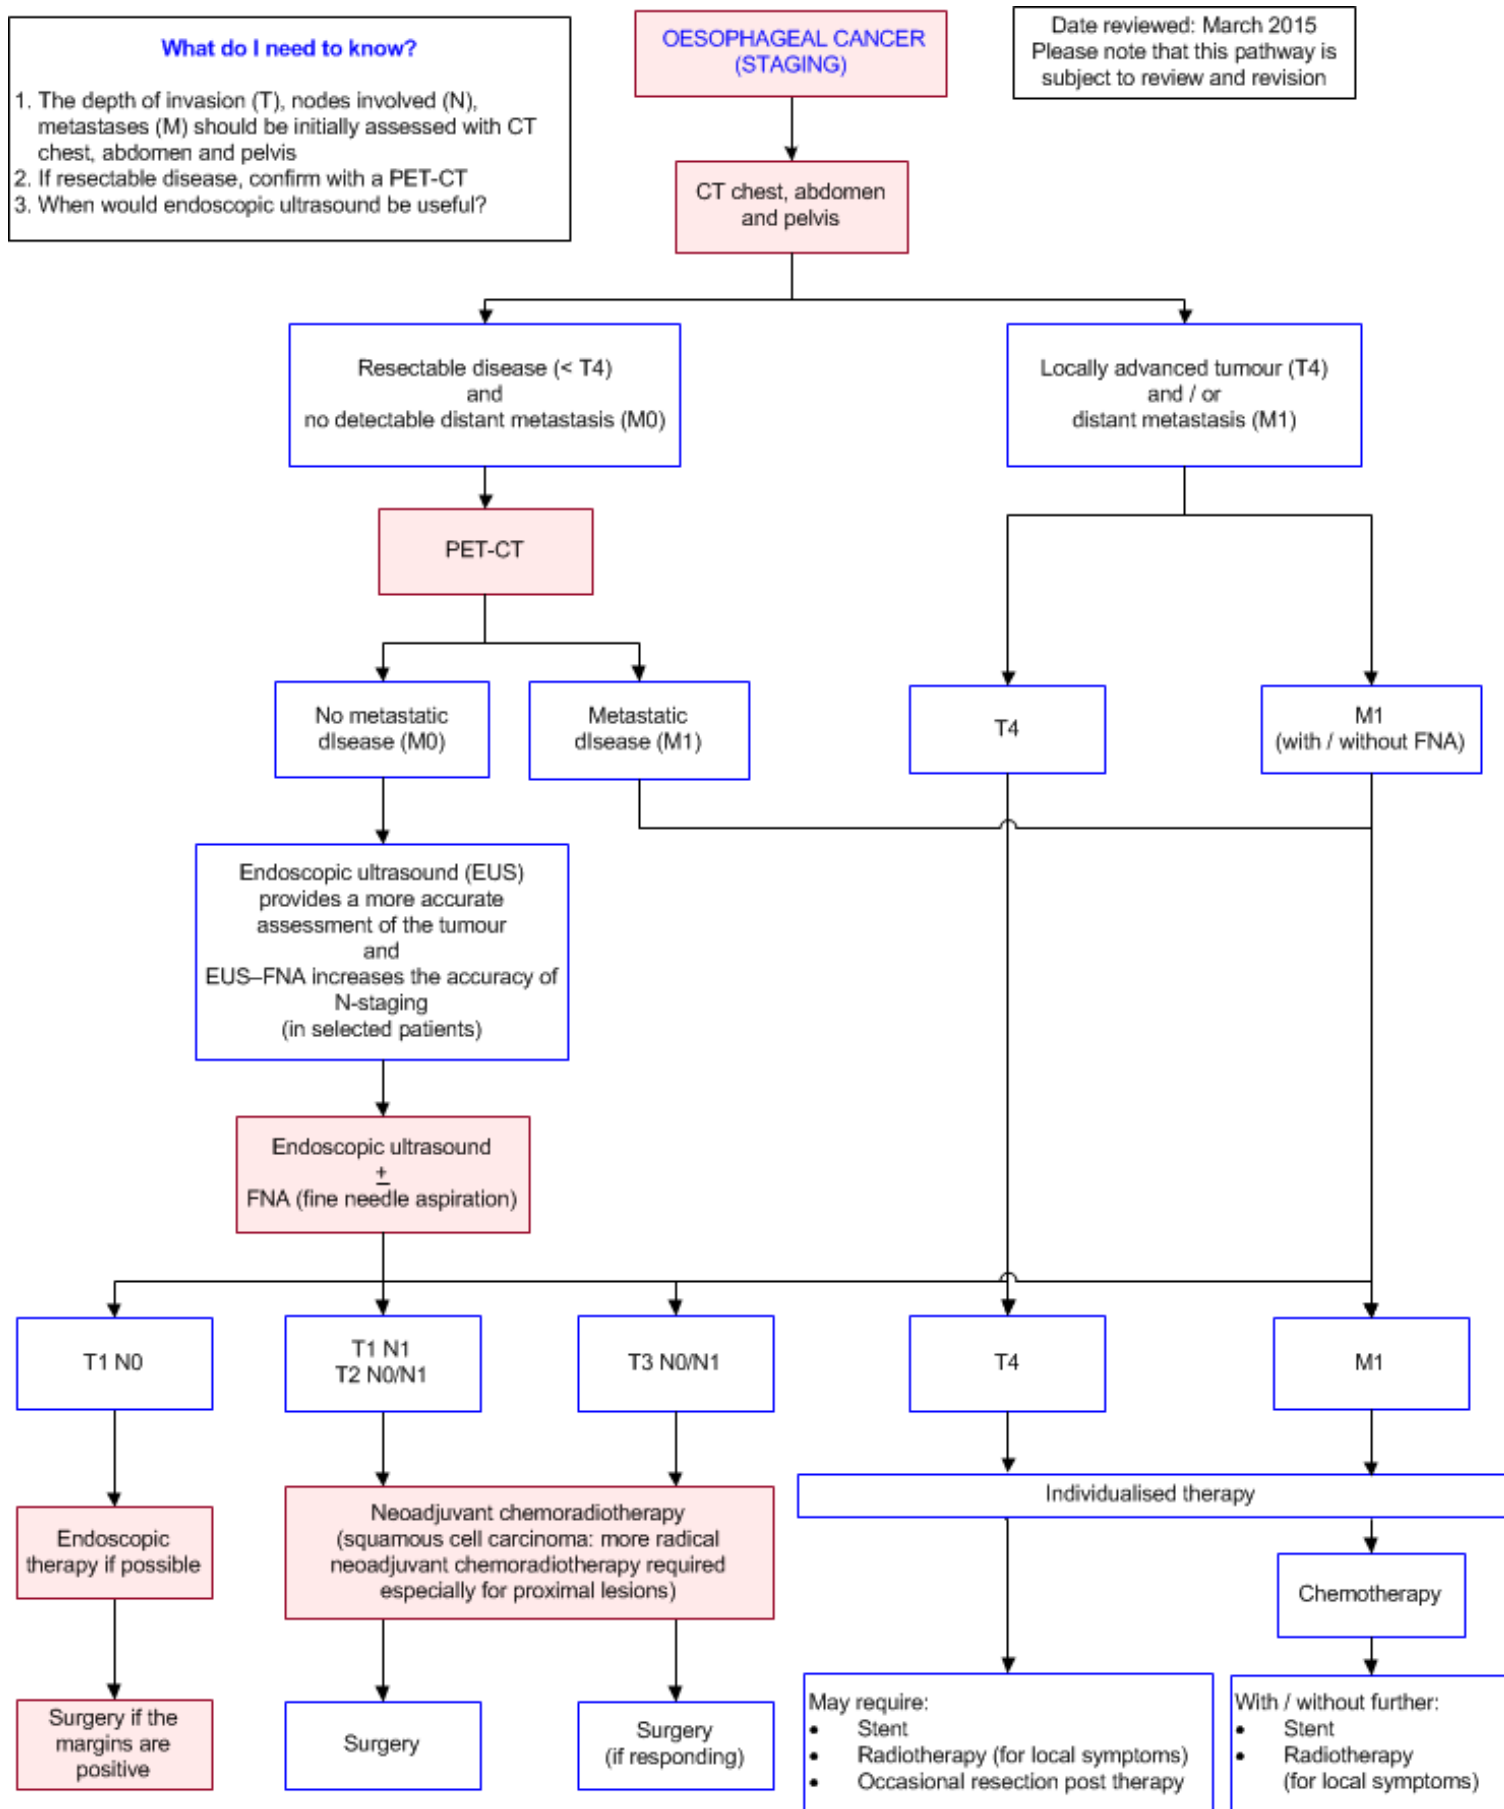 What do I need to know?
1. The depth of invasion (T), nodes involved (N),
metastases (M) should be initially assessed with CT
chest, abdomen and pelvis
2. If resectable disease, confirm with a PET-CT
3. When would endoscopic ultrasound be useful?
OESOPHAGEAL CANCER
(STAGING)
Date reviewed: March 2015
Please note that this pathway is
subject to review and revision
CT chest, abdomen
and pelvis
Resectable disease (< T4)
and
no detectable distant metastasis (M0)
Locally advanced tumour (T4)
and / or
distant metastasis (M1)
PET-CT
No metastatic
dIsease (M0)
Metastatic
dIsease (M1)
T4
M1
(with / without FNA)
Endoscopic ultrasound (EUS)
provides a more accurate
assessment of the tumour
and
EUS–FNA increases the accuracy of
N-staging
(in selected patients)
Endoscopic ultrasound
±
FNA (fine needle aspiration)
T1 N0
T1 N1
T2 N0/N1
T3 N0/N1
T4
M1
Endoscopic
therapy if possible
Neoadjuvant chemoradiotherapy
(squamous cell carcinoma: more radical
neoadjuvant chemoradiotherapy required
especially for proximal lesions)
Individualised therapy
Chemotherapy
Surgery if the
margins are
positive
Surgery
Surgery
(if responding)
May require:
• Stent
• Radiotherapy (for local symptoms)
• Occasional resection post therapy
With / without further:
• Stent
• Radiotherapy
(for local symptoms)